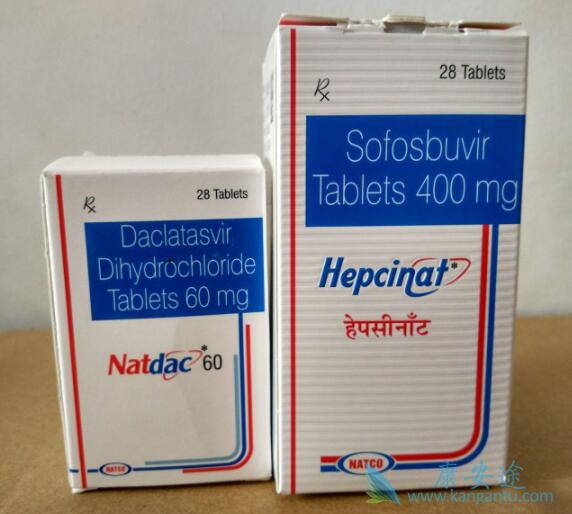 ℞
28 Tablets
Daclatasvir
Dihydrochloride
Tablets 60 mg
Natdac*60
NATCO
℞
28 Tablets
Sofosbuvir
Tablets 400 mg
Hepcinat*
हेपसीनाँट
NATCO
康安途
www.kangantu.com